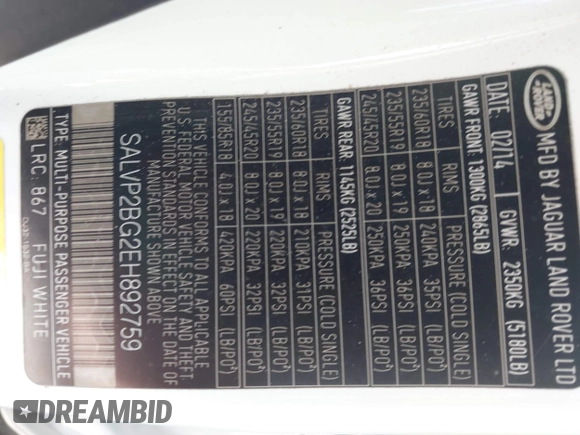 LAND-
ROVER
MFD BY JAGUAR LAND ROVER LTD
DATE: 02/14 GVWR: 2350KG (5180LB)
GAWR FRONT: 1300KG (2865LB)
TIRES RIMS PRESSURE (COLD SINGLE)
235/60R18 8.0J x 18 240KPA 35PSI (LB/PO²)
235/55R19 8.0J x 19 250KPA 36PSI (LB/PO²)
245/45R20 8.0J x 20 250KPA 36PSI (LB/PO²)
GAWR REAR: 1145KG (2525LB)
TIRES RIMS PRESSURE (COLD SINGLE)
235/60R18 8.0J x 18 210KPA 31PSI (LB/PO²)
235/55R19 8.0J x 19 220KPA 32PSI (LB/PO²)
245/45R20 8.0J x 20 220KPA 32PSI (LB/PO²)
155/85R18 4.0J x 18 420KPA 60PSI (LB/PO²)
THIS VEHICLE CONFORMS TO ALL APPLICABLE
U.S. FEDERAL MOTOR VEHICLE SAFETY AND THEFT
PREVENTION STANDARDS IN EFFECT ON THE DATE OF
MANUFACTURE SHOWN ABOVE
SALVP2BG2EH892759
TYPE: MULTI-PURPOSE PASSENGER VEHICLE
LRC: 867 FUJI WHITE
DREAMBID